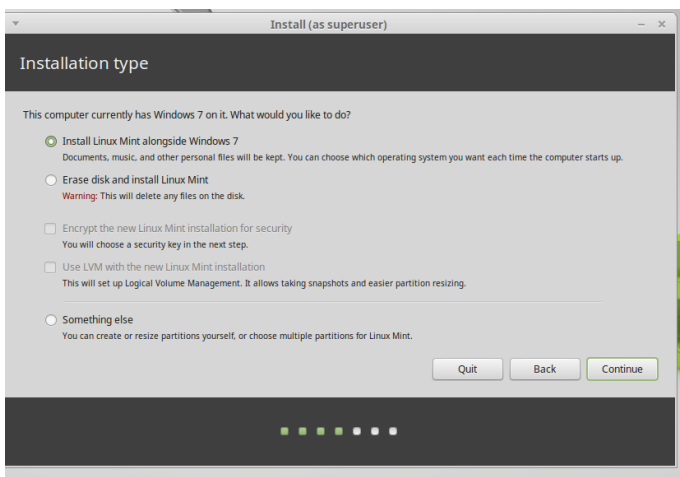 Install (as superuser)
Installation type
This computer currently has Windows 7 on it. What would you like to do?
Install Linux Mint alongside Windows 7
Documents, music, and other personal files will be kept. You can choose which operating system you want each time the computer starts up.
Erase disk and install Linux Mint
Warning: This will delete any files on the disk.
Encrypt the new Linux Mint installation for security
You will choose a security key in the next step.
Use LVM with the new Linux Mint installation
This will set up Logical Volume Management. It allows taking snapshots and easier partition resizing.
Something else
You can create or resize partitions yourself, or choose multiple partitions for Linux Mint.
Quit Back Continue